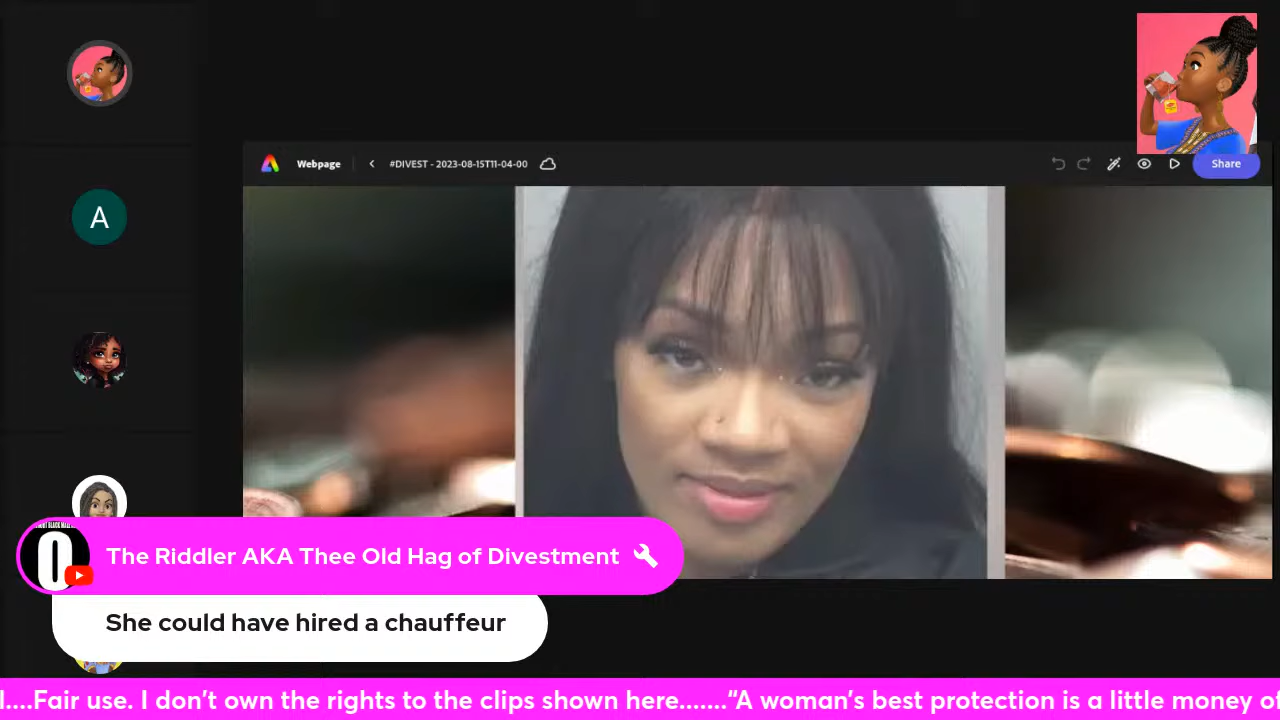 Webpage
#DIVEST - 2023-08-15T11-04-00
Share
A
The Riddler AKA Thee Old Hag of Divestment
She could have hired a chauffeur
....Fair use. I don't own the rights to the clips shown here.......“A woman's best protection is a little money